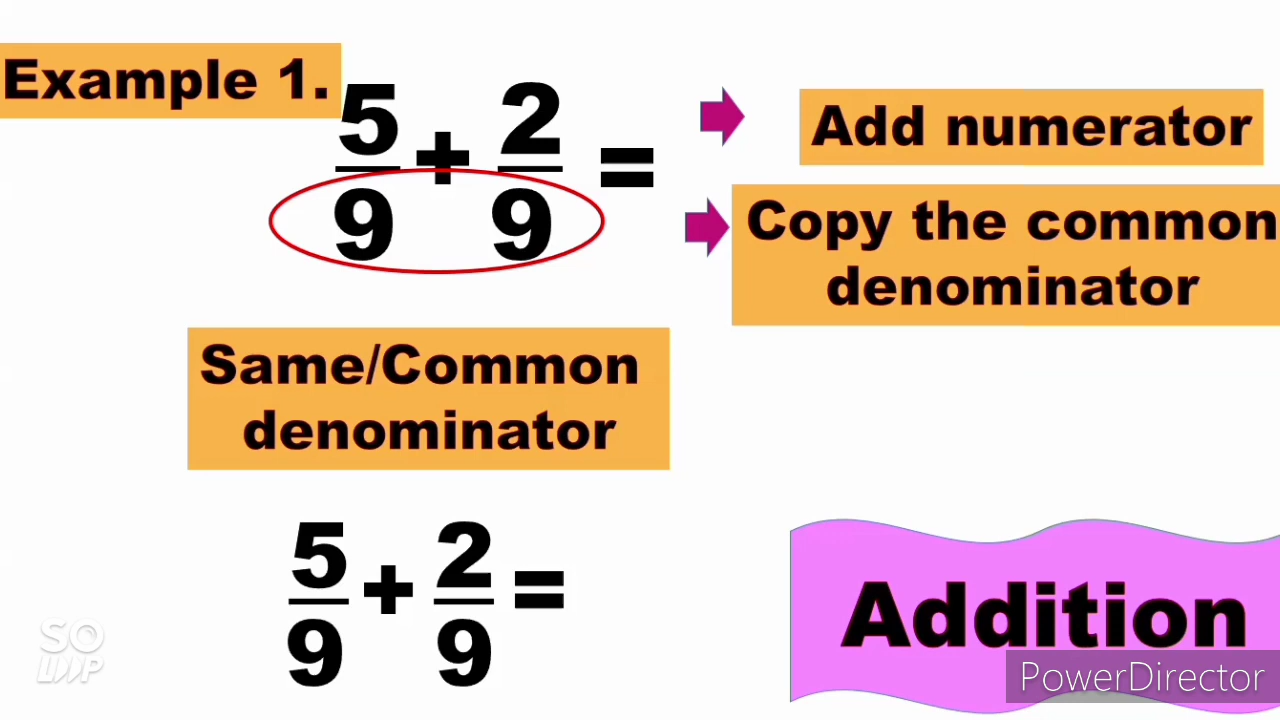 Example 1.
5/9 + 2/9 =
Add numerator
Copy the common
denominator
Same/Common
denominator
5/9 + 2/9 =
Addition
PowerDirector